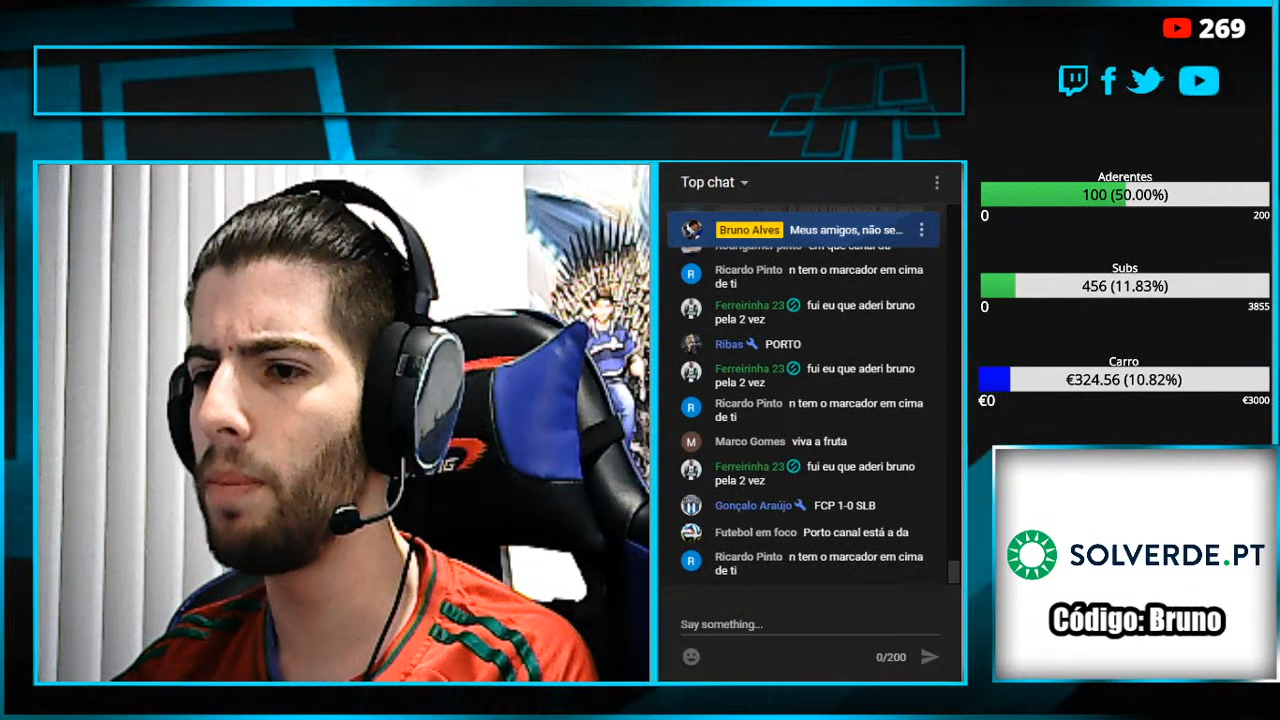 269
Top chat
Bruno Alves Meus amigos, não se...
Ricardo Pinto n tem o marcador em cima
de ti
Ferreirinha 23 fui eu que aderi bruno
pela 2 vez
Ribas PORTO
Ferreirinha 23 fui eu que aderi bruno
pela 2 vez
Ricardo Pinto n tem o marcador em cima
de ti
Marco Gomes viva a fruta
Ferreirinha 23 fui eu que aderi bruno
pela 2 vez
Gonçalo Araújo FCP 1-0 SLB
Futebol em foco Porto canal está a da
Ricardo Pinto n tem o marcador em cima
de ti
Say something...
0/200
Aderentes
100 (50.00%)
0 200
Subs
456 (11.83%)
0 3855
Carro
€324.56 (10.82%)
€0 €3000
SOLVERDE.PT
Código: Bruno